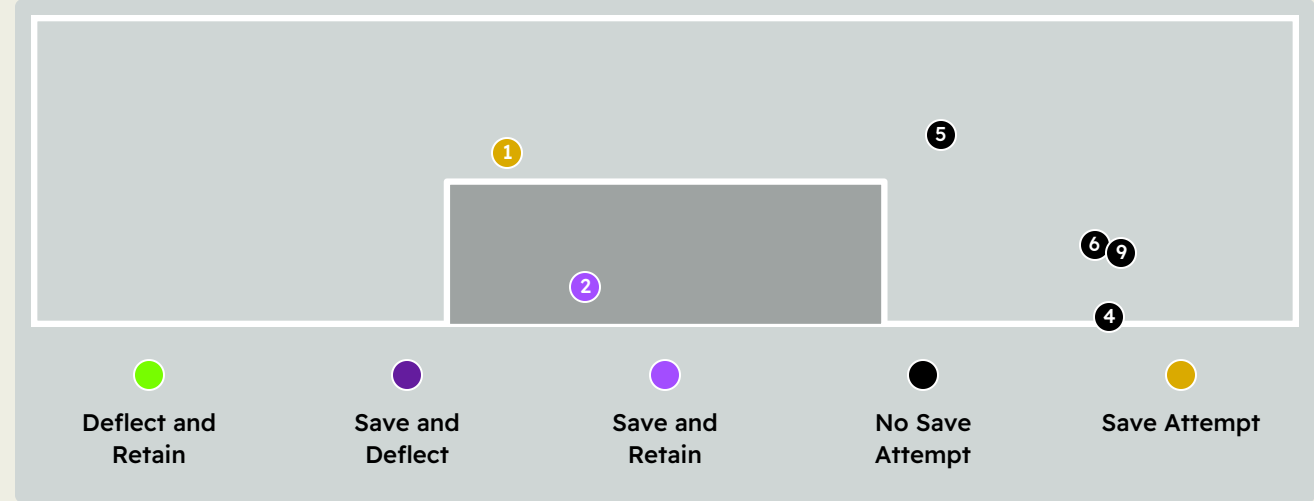 5
1
6
9
2
4
Deflect and
Retain
Save and
Deflect
Save and
Retain
No Save
Attempt
Save Attempt